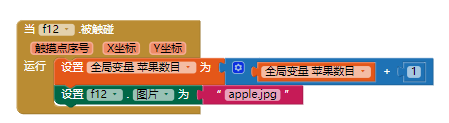 当 f12 .被触碰
触摸点序号 X坐标 Y坐标
运行 设置 全局变量 苹果数目 为 全局变量 苹果数目 + 1
设置 f12 . 图片 为 “ apple.jpg ”